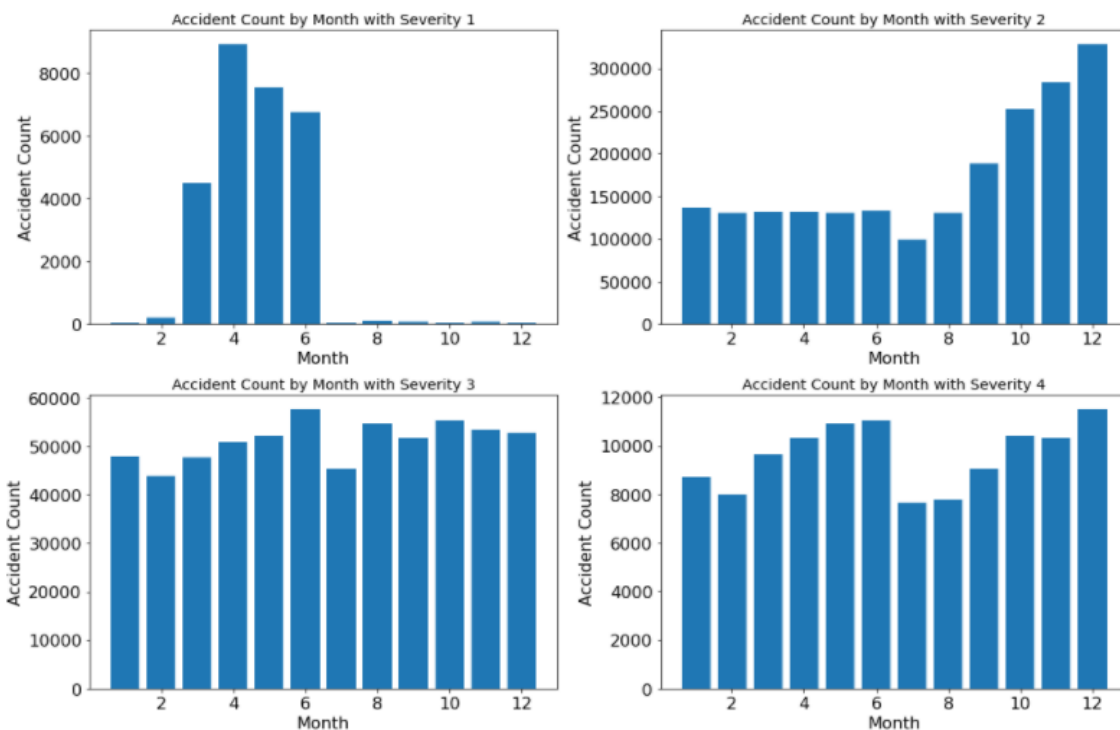 Accident Count by Month with Severity 1
8000
6000
4000
2000
0
Accident Count
2 4 6 8 10 12
Month
Accident Count by Month with Severity 2
300000
250000
200000
150000
100000
50000
0
Accident Count
2 4 6 8 10 12
Month
Accident Count by Month with Severity 3
60000
50000
40000
30000
20000
10000
0
Accident Count
2 4 6 8 10 12
Month
Accident Count by Month with Severity 4
12000
10000
8000
6000
4000
2000
0
Accident Count
2 4 6 8 10 12
Month